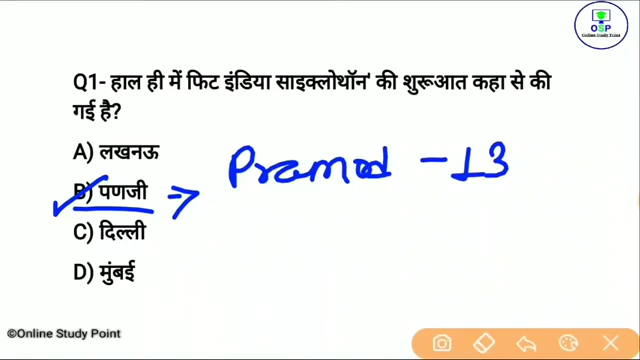 OSP
Online Study Point
Q1- हाल ही में फिट इंडिया साइक्लोथॉन' की शुरूआत कहा से की
गई है?
A) लखनऊ
B) पणजी
Pramod - 13
C) दिल्ली
D) मुंबई
©Online Study Point